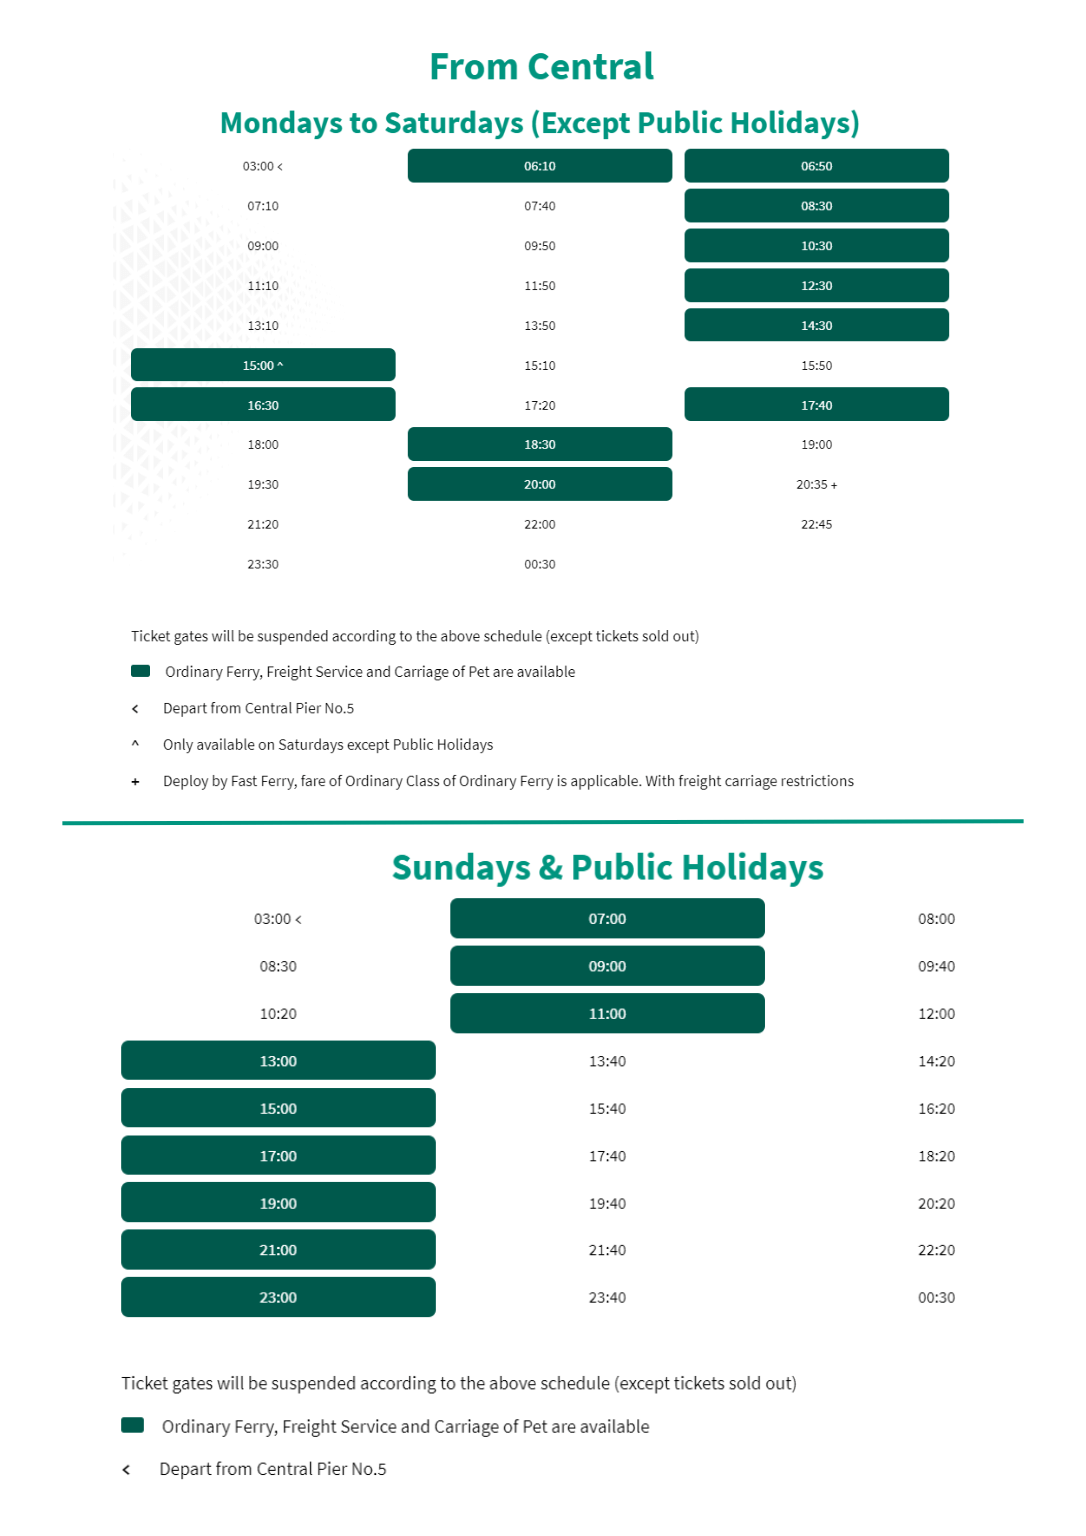 From Central
Mondays to Saturdays (Except Public Holidays)
03:00 < 06:10 06:50
07:10 07:40 08:30
09:00 09:50 10:30
11:10 11:50 12:30
13:10 13:50 14:30
15:00 ^ 15:10 15:50
16:30 17:20 17:40
18:00 18:30 19:00
19:30 20:00 20:35 +
21:20 22:00 22:45
23:30 00:30
Ticket gates will be suspended according to the above schedule (except tickets sold out)
Ordinary Ferry, Freight Service and Carriage of Pet are available
< Depart from Central Pier No.5
^ Only available on Saturdays except Public Holidays
+ Deploy by Fast Ferry, fare of Ordinary Class of Ordinary Ferry is applicable. With freight carriage restrictions
Sundays & Public Holidays
03:00 < 07:00 08:00
08:30 09:00 09:40
10:20 11:00 12:00
13:00 13:40 14:20
15:00 15:40 16:20
17:00 17:40 18:20
19:00 19:40 20:20
21:00 21:40 22:20
23:00 23:40 00:30
Ticket gates will be suspended according to the above schedule (except tickets sold out)
Ordinary Ferry, Freight Service and Carriage of Pet are available
< Depart from Central Pier No.5